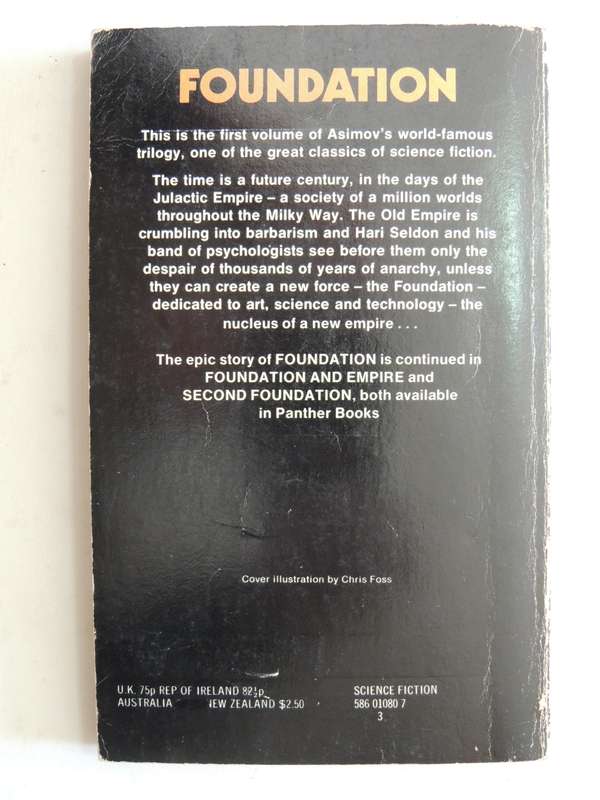 FOUNDATION
This is the first volume of Asimov's world-famous
trilogy, one of the great classics of science fiction.
The time is a future century, in the days of the
Julactic Empire – a society of a million worlds
throughout the Milky Way. The Old Empire is
crumbling into barbarism and Hari Seldon and his
band of psychologists see before them only the
despair of thousands of years of anarchy, unless
they can create a new force – the Foundation –
dedicated to art, science and technology – the
nucleus of a new empire . . .
The epic story of FOUNDATION is continued in
FOUNDATION AND EMPIRE and
SECOND FOUNDATION, both available
in Panther Books
Cover illustration by Chris Foss
U.K. 75p REP OF IRELAND 82½p SCIENCE FICTION
AUSTRALIA IEW ZEALAND $2.50 586 01080 7
3